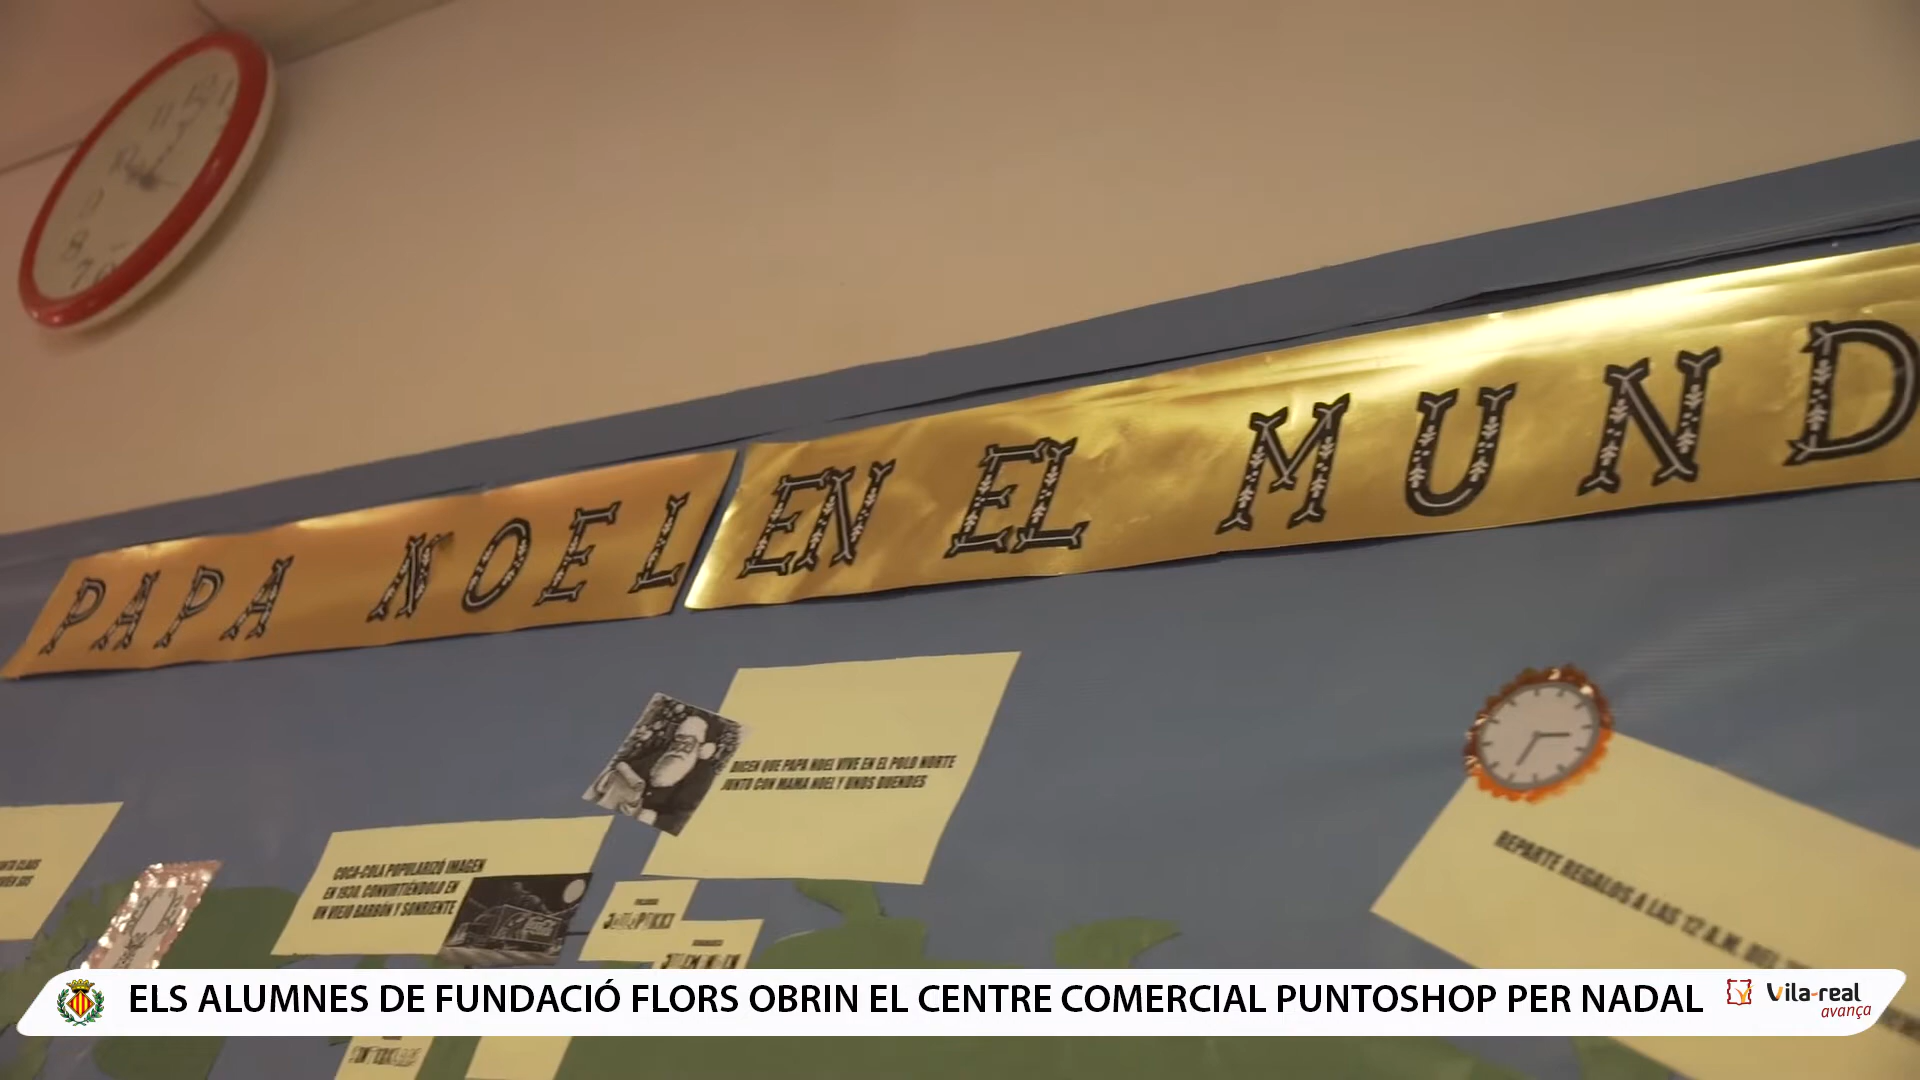 PAPA NOEL EN EL MUND
DICEN QUE PAPA NOEL VIVE EN EL POLO NORTE
JUNTO CON MAMA NOEL Y UNOS DUENDES
COCA-COLA POPULARIZÓ IMAGEN
EN 1930, CONVIRTIÉNDOLO EN
UN VIEJO BARBÓN Y SONRIENTE
REPARTE REGALOS A LAS 12 A.M. DEL
ELS ALUMNES DE FUNDACIÓ FLORS OBRIN EL CENTRE COMERCIAL PUNTOSHOP PER NADAL
Vila-real
avança